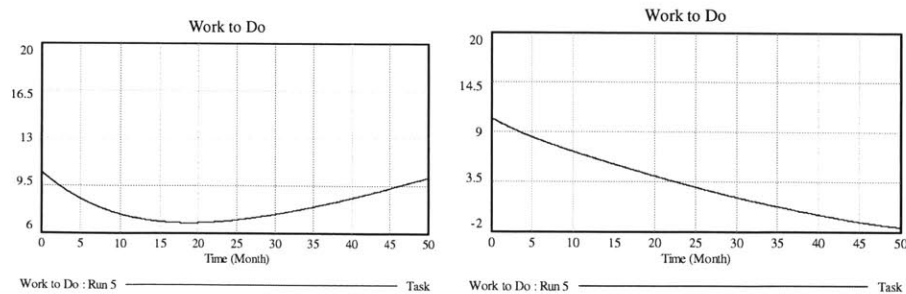 Work to Do
20
16.5
13
9.5
6
0 5 10 15 20 25 30 35 40 45 50
Time (Month)
Work to Do : Run 5 Task
Work to Do
20
14.5
9
3.5
-2
0 5 10 15 20 25 30 35 40 45 50
Time (Month)
Work to Do : Run 5 Task